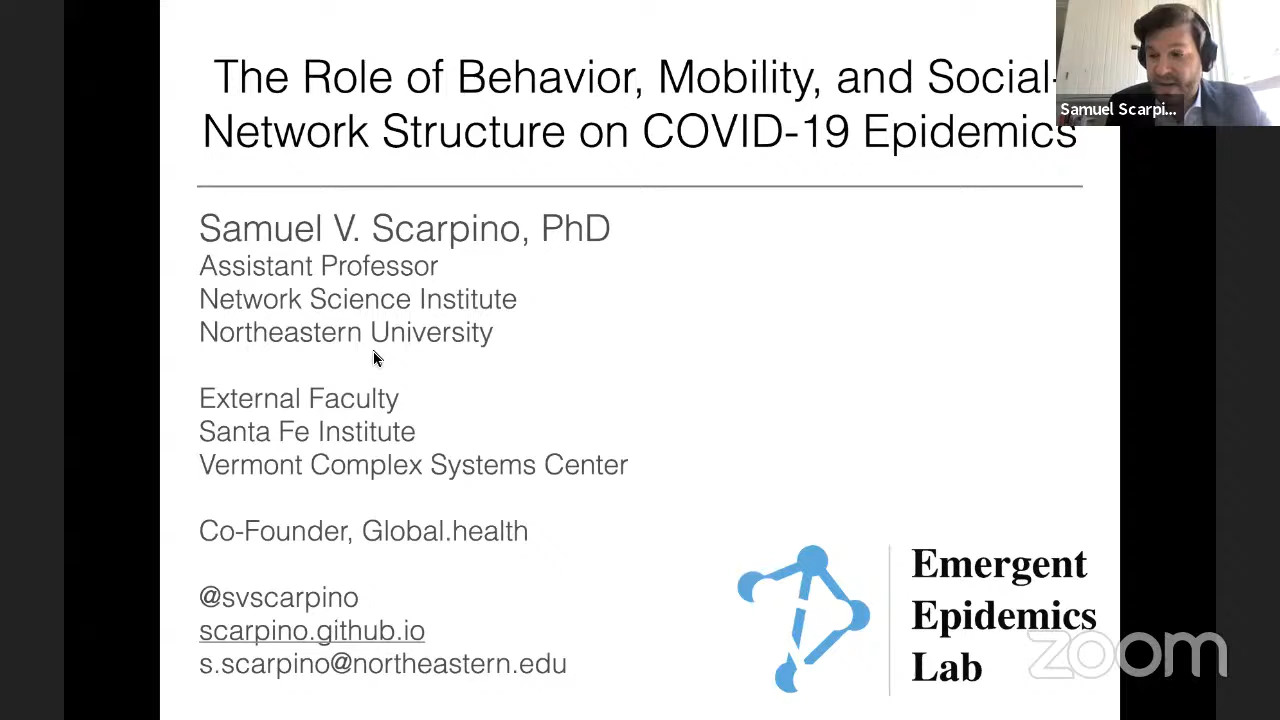 The Role of Behavior, Mobility, and Social-
Network Structure on COVID-19 Epidemics
Samuel Scarpi...
Samuel V. Scarpino, PhD
Assistant Professor
Network Science Institute
Northeastern University
External Faculty
Santa Fe Institute
Vermont Complex Systems Center
Co-Founder, Global.health
@svscarpino
scarpino.github.io
s.scarpino@northeastern.edu
Emergent
Epidemics
Lab
zoom